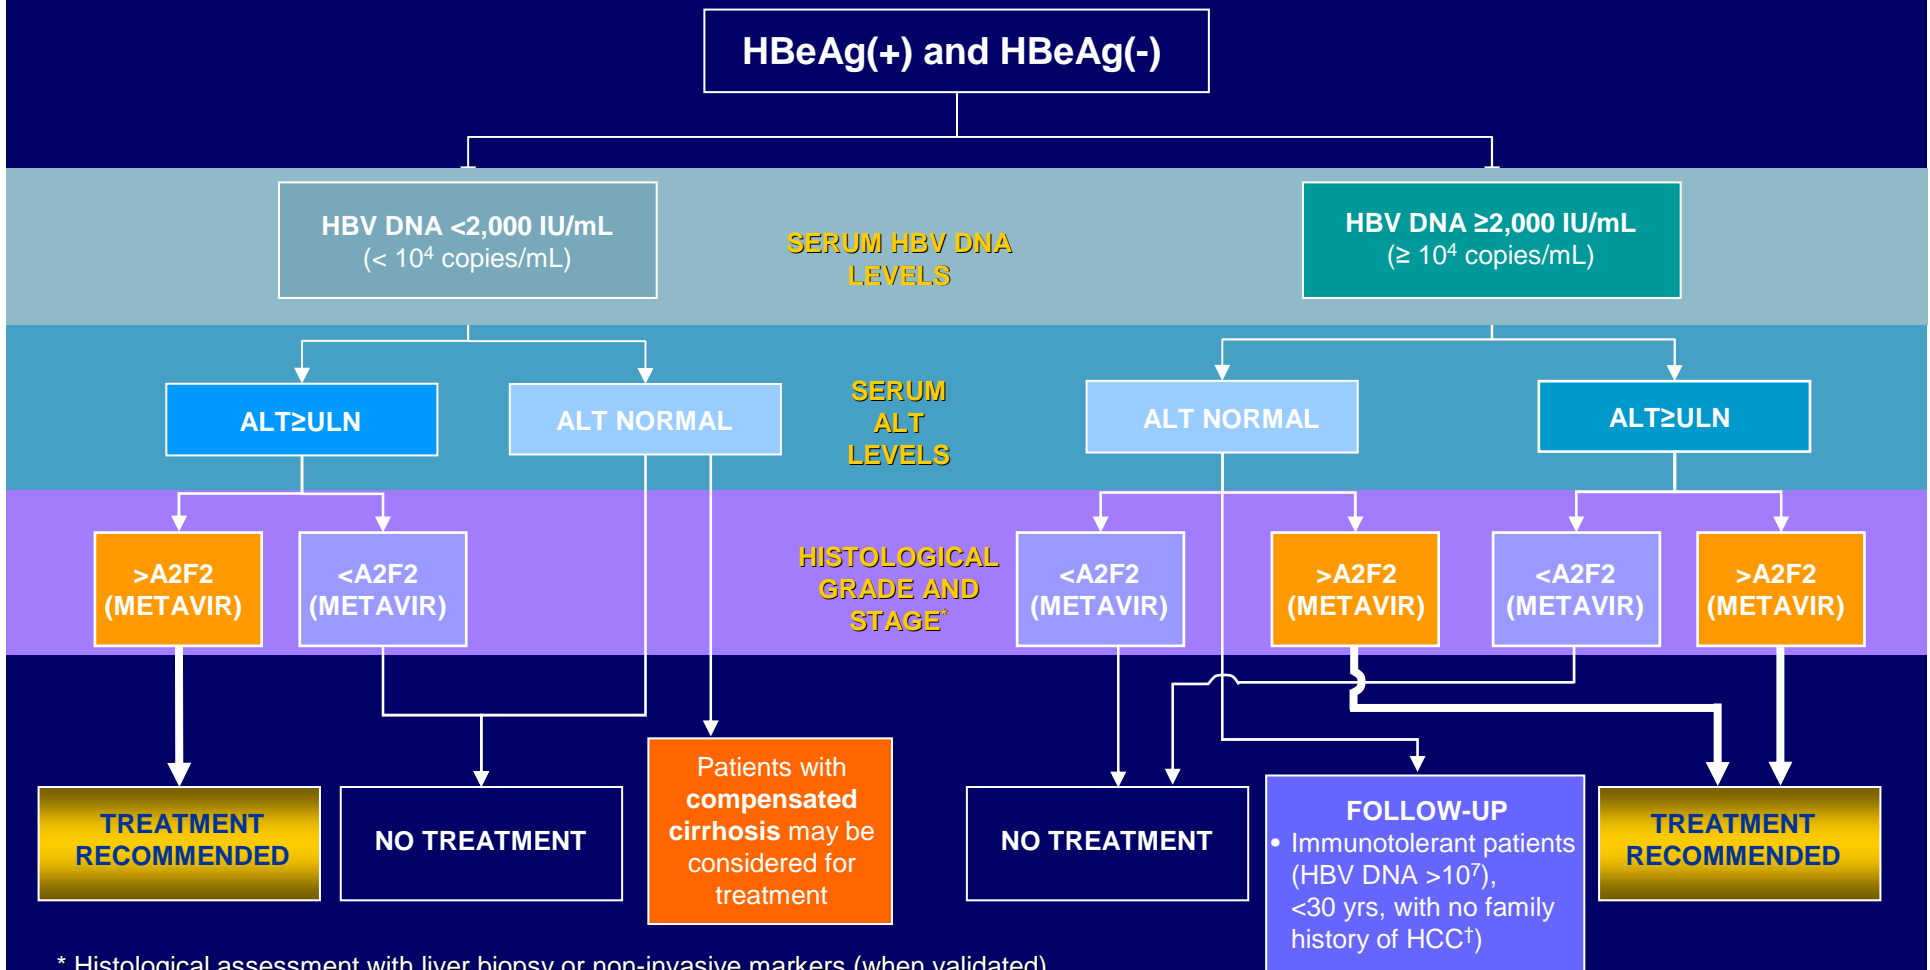 HBeAg(+) and HBeAg(-)
HBV DNA <2,000 IU/mL
(< 10⁴ copies/mL)
SERUM HBV DNA
LEVELS
HBV DNA ≥2,000 IU/mL
(≥ 10⁴ copies/mL)
ALT≥ULN
ALT NORMAL
SERUM
ALT
LEVELS
ALT NORMAL
ALT≥ULN
>A2F2
(METAVIR)
<A2F2
(METAVIR)
HISTOLOGICAL
GRADE AND
STAGE*
<A2F2
(METAVIR)
>A2F2
(METAVIR)
<A2F2
(METAVIR)
>A2F2
(METAVIR)
TREATMENT
RECOMMENDED
NO TREATMENT
Patients with
compensated
cirrhosis may be
considered for
treatment
NO TREATMENT
FOLLOW-UP
• Immunotolerant patients
(HBV DNA >10⁷),
<30 yrs, with no family
history of HCC†)
TREATMENT
RECOMMENDED
* Histological assessment with liver biopsy or non-invasive markers (when validated)